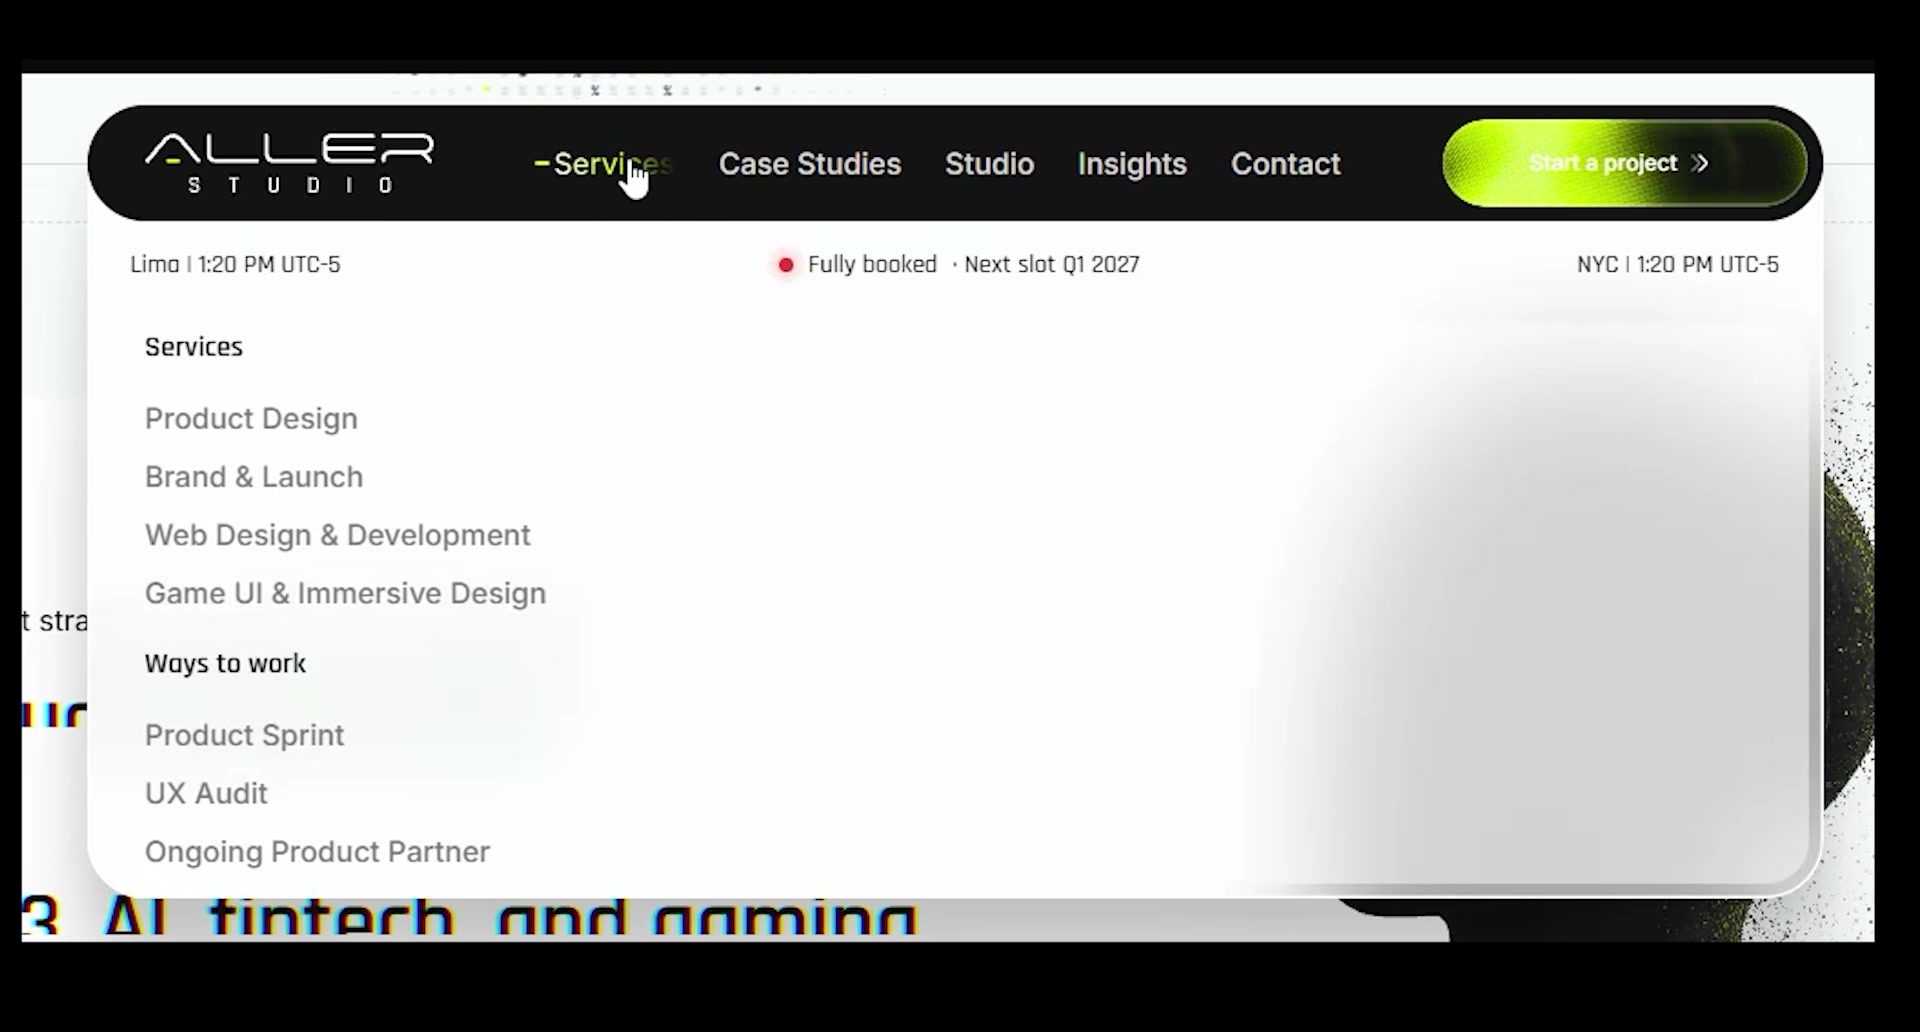 ALLER
STUDIO
Services
Case Studies
Studio
Insights
Contact
Start a project
Lima | 1:20 PM UTC-5
Fully booked · Next slot Q1 2027
NYC | 1:20 PM UTC-5
Services
Product Design
Brand & Launch
Web Design & Development
Game UI & Immersive Design
t stra
Ways to work
Product Sprint
UX Audit
Ongoing Product Partner
3 AI, fintech, and gaming